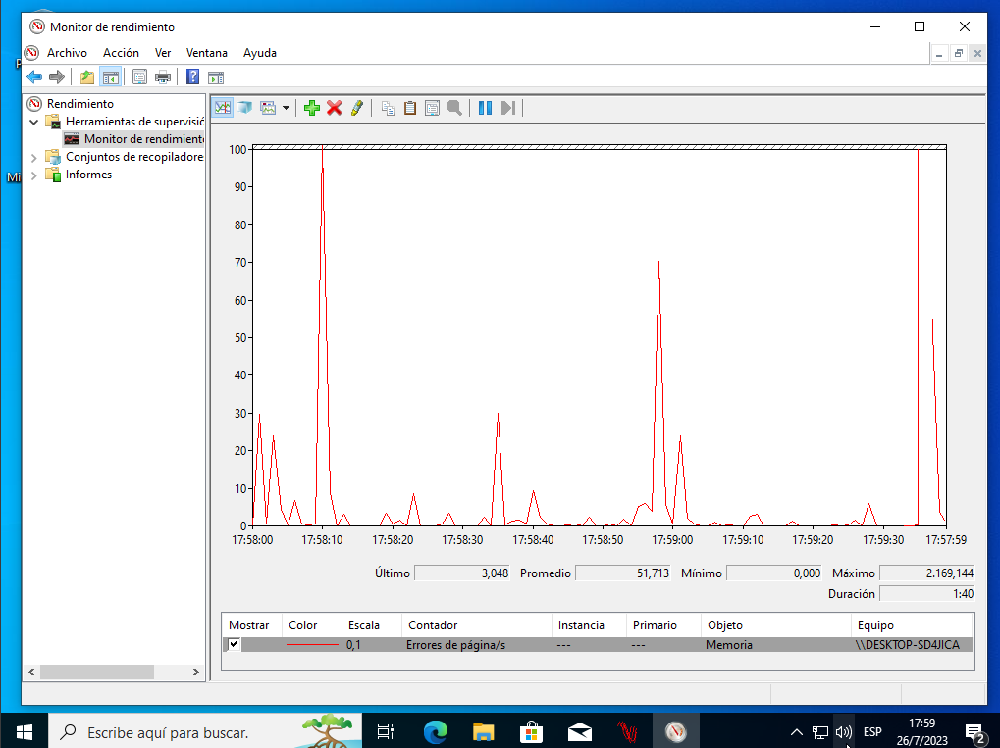 Monitor de rendimiento
Archivo Acción Ver Ventana Ayuda
Rendimiento
Herramientas de supervisió
Monitor de rendimiento
Conjuntos de recopiladore
Informes
100
90
80
70
60
50
40
30
20
10
0
17:58:00 17:58:10 17:58:20 17:58:30 17:58:40 17:58:50 17:59:00 17:59:10 17:59:20 17:59:30 17:57:59
Último 3,048 Promedio 51,713 Mínimo 0,000 Máximo 2.169,144
Duración 1:40
Mostrar Color Escala Contador Instancia Primario Objeto Equipo
0,1 Errores de página/s --- --- Memoria \\DESKTOP-SD4JICA
Mi
Escribe aquí para buscar.
ESP
17:59
26/7/2023
2